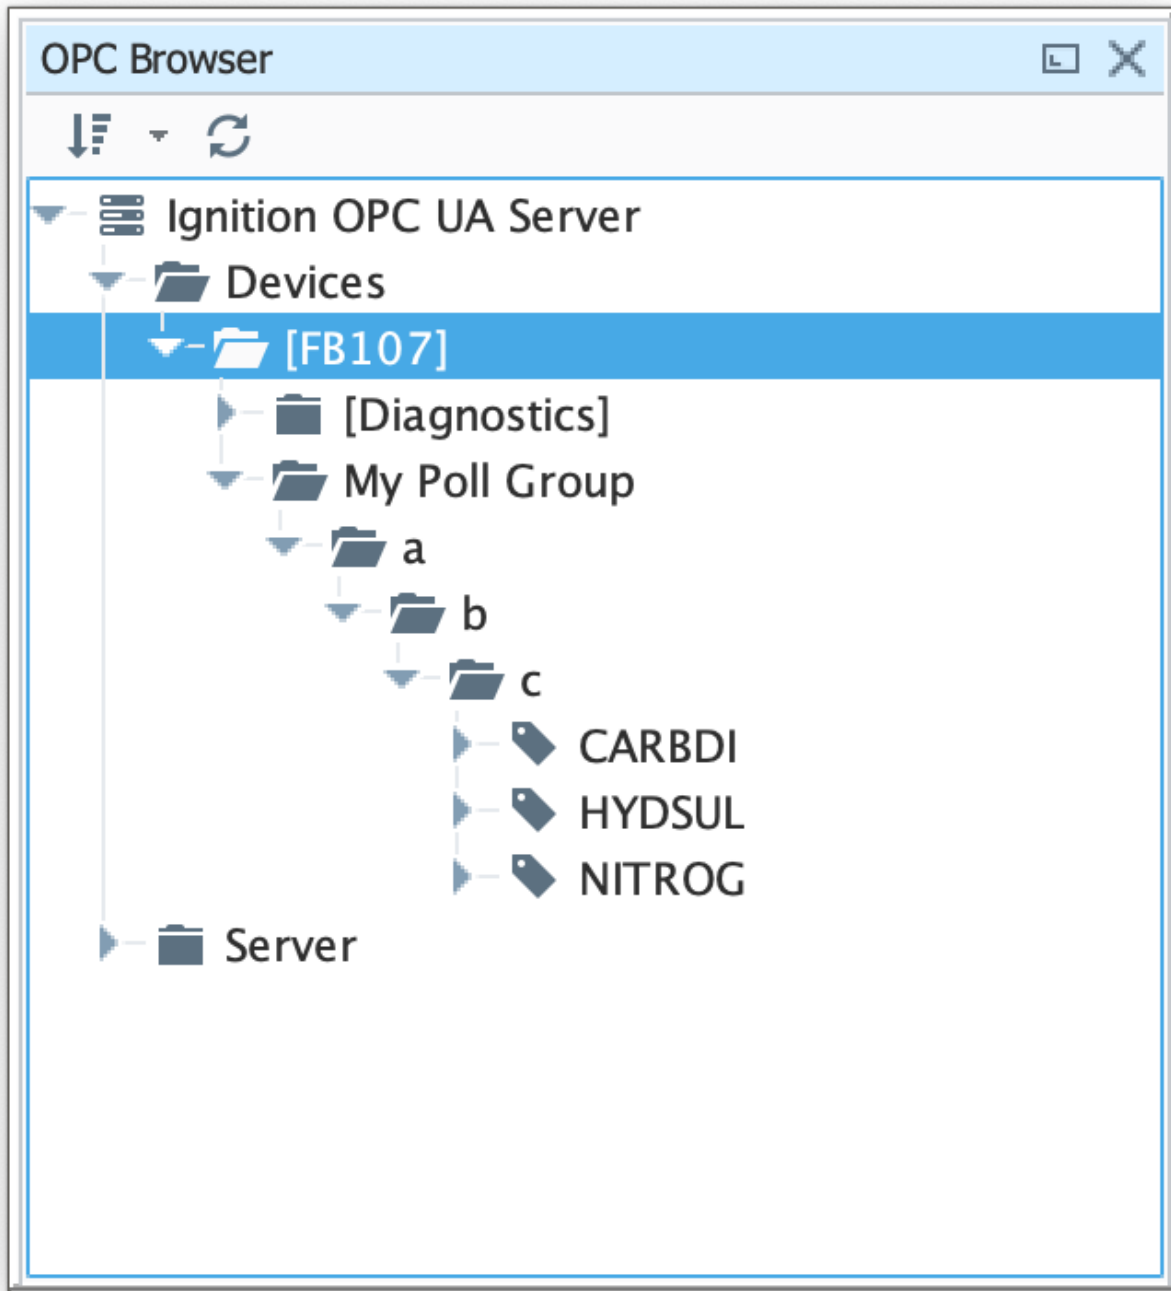 OPC Browser
Ignition OPC UA Server
Devices
[FB107]
[Diagnostics]
My Poll Group
a
b
c
CARBDI
HYDSUL
NITROG
Server